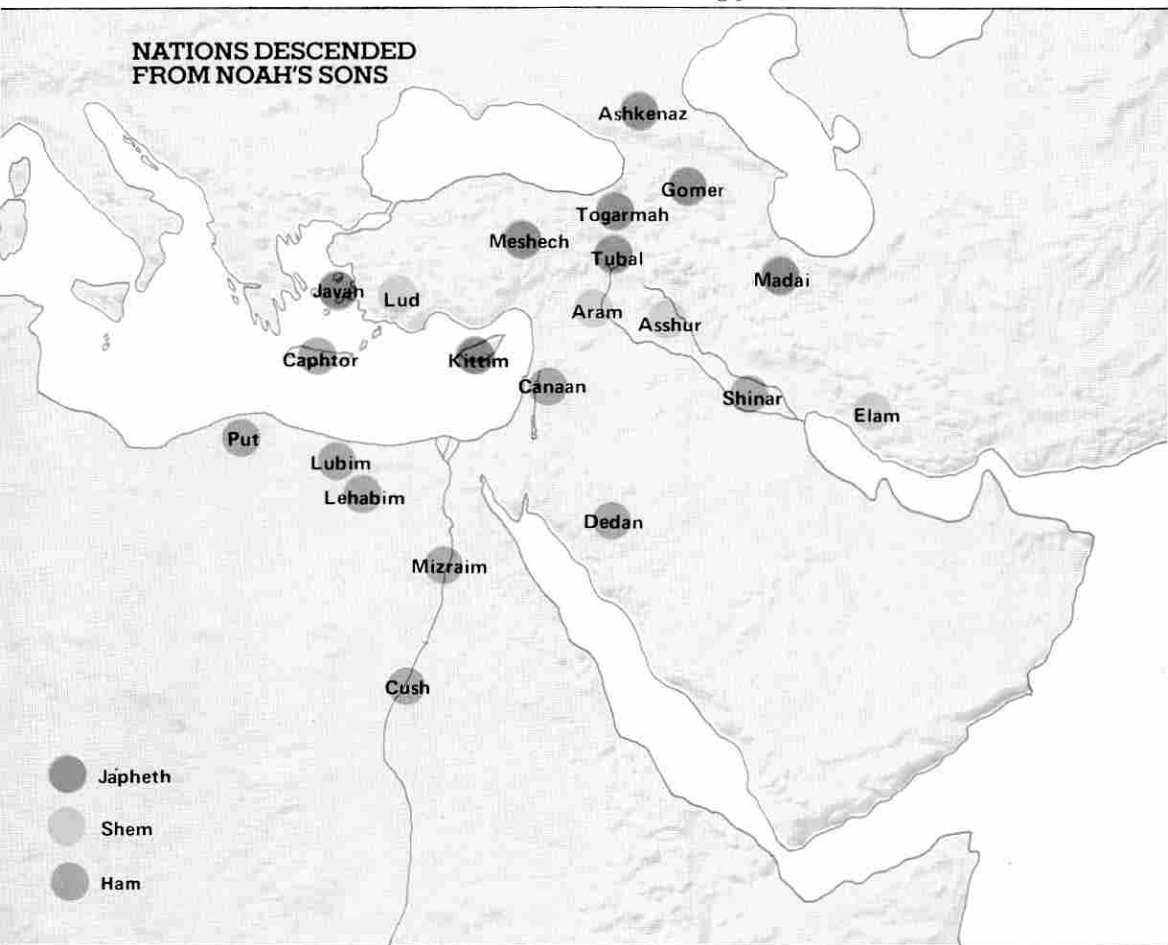 NATIONS DESCENDED
FROM NOAH'S SONS
Ashkenaz
Gomer
Togarmah
Meshech
Tubal
Madai
Javan
Lud
Aram
Asshur
Caphtor
Kittim
Canaan
Shinar
Elam
Put
Lubim
Lehabim
Dedan
Mizraim
Cush
Japheth
Shem
Ham